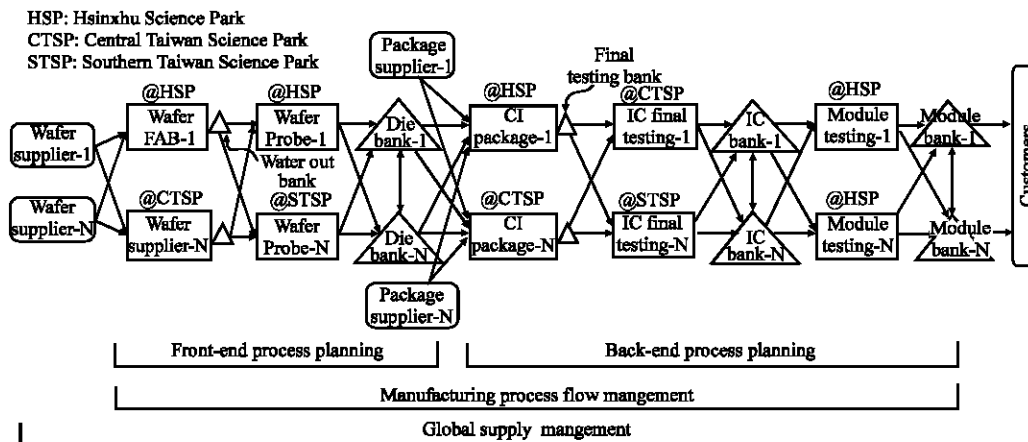 HSP: Hsinxhu Science Park
CTSP: Central Taiwan Science Park
STSP: Southern Taiwan Science Park
Package
supplier-1
Final
testing bank
@HSP
@HSP
@HSP
@CTSP
@HSP
Wafer
supplier-1
Wafer
FAB-1
Wafer
Probe-1
Die
bank-1
CI
package-1
IC final
testing-1
IC
bank-1
Module
testing-1
Module
bank-1
Water out
bank
@CTSP
@STSP
@CTSP
@STSP
@HSP
Wafer
supplier-N
Wafer
supplier-N
Wafer
Probe-N
Die
bank-N
CI
package-N
IC final
testing-N
IC
bank-N
Module
testing-N
Module
bank-N
Customers
Package
supplier-N
Front-end process planning
Back-end process planning
Manufacturing process flow mangement
Global supply mangement